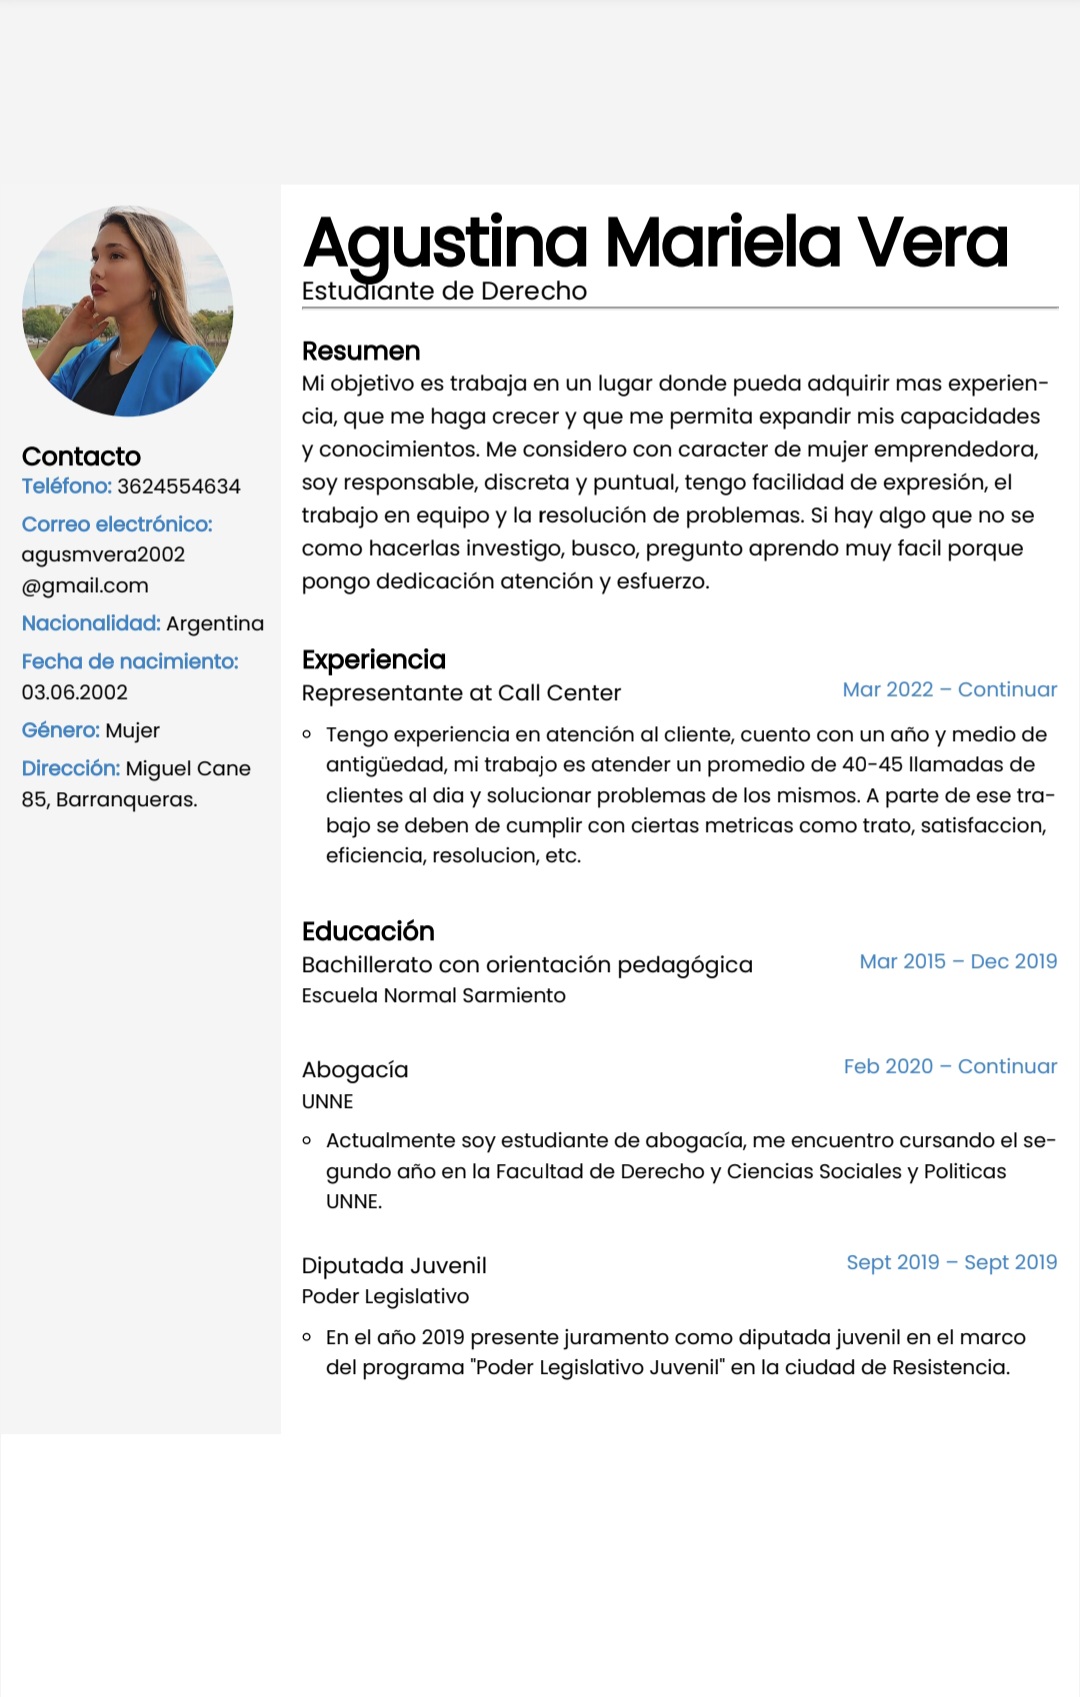 Agustina Mariela Vera
Estudiante de Derecho
Contacto
Teléfono: 3624554634
Correo electrónico:
agusmvera2002
@gmail.com
Nacionalidad: Argentina
Fecha de nacimiento:
03.06.2002
Género: Mujer
Dirección: Miguel Cane
85, Barranqueras.
Resumen
Mi objetivo es trabaja en un lugar donde pueda adquirir mas experien-
cia, que me haga crecer y que me permita expandir mis capacidades
y conocimientos. Me considero con caracter de mujer emprendedora,
soy responsable, discreta y puntual, tengo facilidad de expresión, el
trabajo en equipo y la resolución de problemas. Si hay algo que no se
como hacerlas investigo, busco, pregunto aprendo muy facil porque
pongo dedicación atención y esfuerzo.
Experiencia
Representante at Call Center Mar 2022 – Continuar
Tengo experiencia en atención al cliente, cuento con un año y medio de
antigüedad, mi trabajo es atender un promedio de 40-45 llamadas de
clientes al dia y solucionar problemas de los mismos. A parte de ese tra-
bajo se deben de cumplir con ciertas metricas como trato, satisfaccion,
eficiencia, resolucion, etc.
Educación
Bachillerato con orientación pedagógica Mar 2015 – Dec 2019
Escuela Normal Sarmiento
Abogacía Feb 2020 – Continuar
UNNE
Actualmente soy estudiante de abogacía, me encuentro cursando el se-
gundo año en la Facultad de Derecho y Ciencias Sociales y Politicas
UNNE.
Diputada Juvenil Sept 2019 – Sept 2019
Poder Legislativo
En el año 2019 presente juramento como diputada juvenil en el marco
del programa "Poder Legislativo Juvenil" en la ciudad de Resistencia.